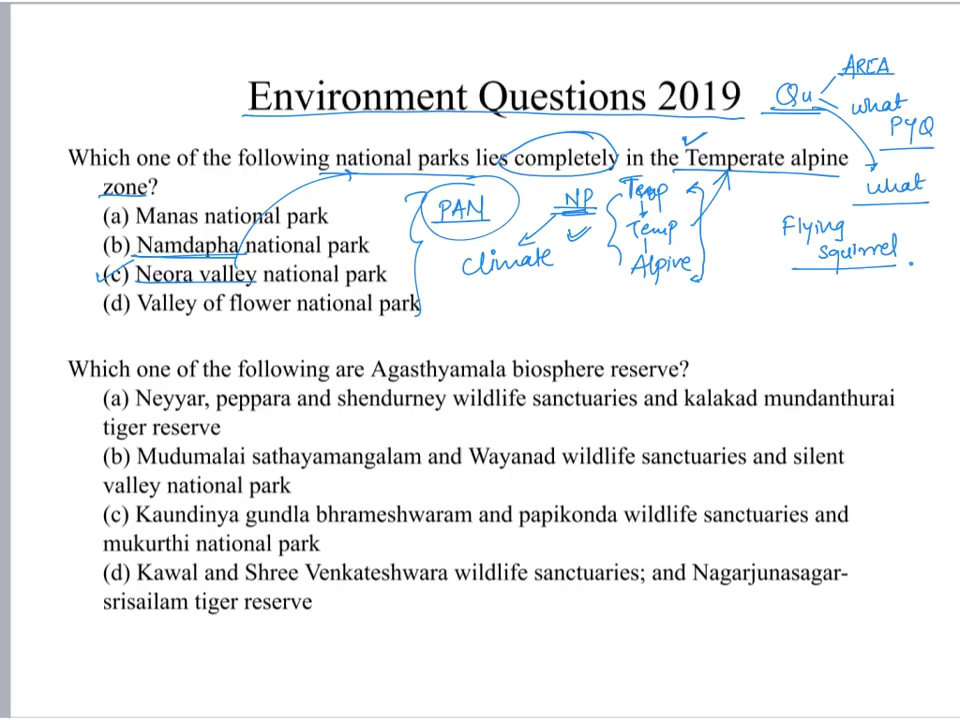 Environment Questions 2019
Qu
AREA
what
PYQ
what
Which one of the following national parks lies completely in the Temperate alpine
zone?
(a) Manas national park
(b) Namdapha national park
(c) Neora valley national park
(d) Valley of flower national park
PAN
NP
Climate
Temp
Temp
Alpive
Flying
squirrel.
Which one of the following are Agasthyamala biosphere reserve?
(a) Neyyar, peppara and shendurney wildlife sanctuaries and kalakad mundanthurai
tiger reserve
(b) Mudumalai sathayamangalam and Wayanad wildlife sanctuaries and silent
valley national park
(c) Kaundinya gundla bhrameshwaram and papikonda wildlife sanctuaries and
mukurthi national park
(d) Kawal and Shree Venkateshwara wildlife sanctuaries; and Nagarjunasagar-
srisailam tiger reserve